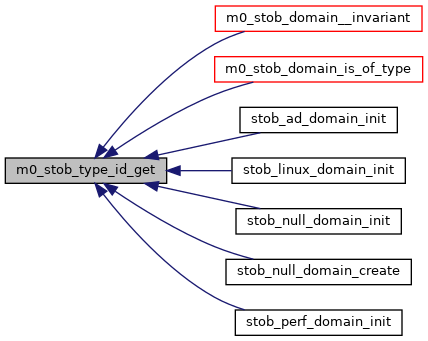 m0_stob_domain__invariant
m0_stob_domain_is_of_type
stob_ad_domain_init
m0_stob_type_id_get
stob_linux_domain_init
stob_null_domain_init
stob_null_domain_create
stob_perf_domain_init